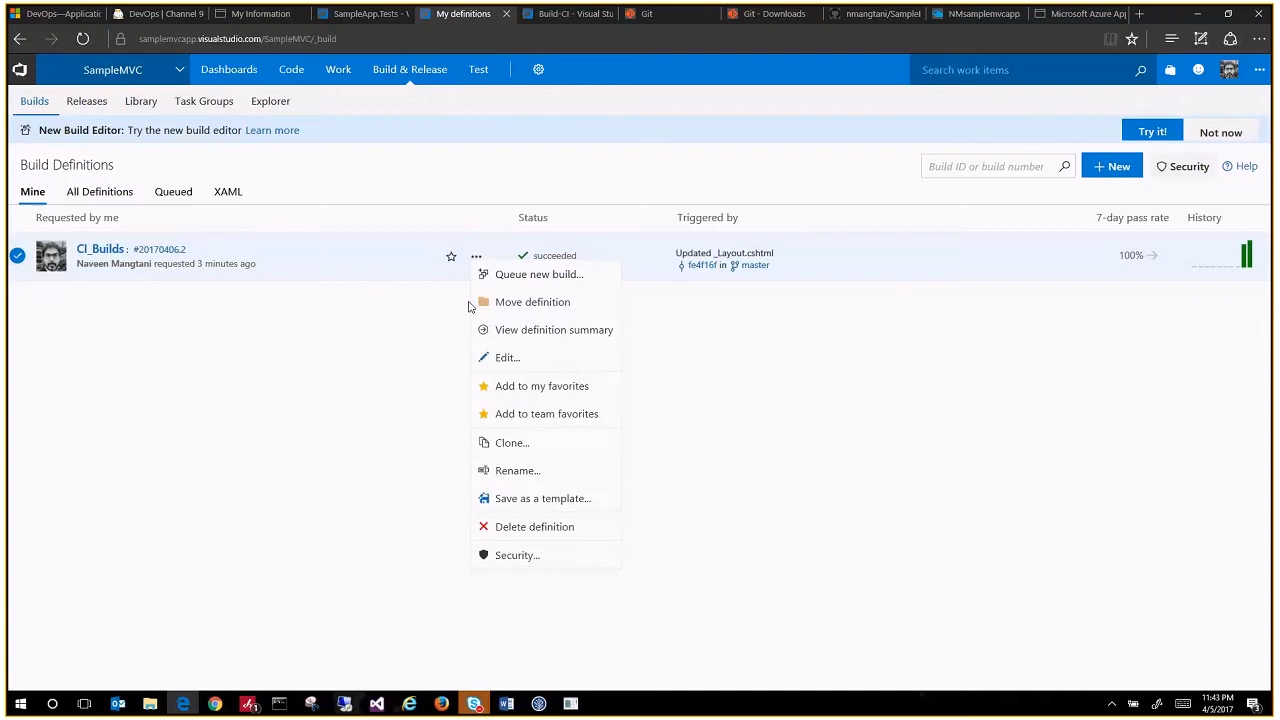 DevOps—Applicatic
DevOps | Channel 9
My Information
SampleApp.Tests - V
My definitions
Build-CI - Visual Stu
Git
Git - Downloads
nmangtani/Samplel
NMsamplemvcapp
Microsoft Azure App
samplemvcapp.visualstudio.com/SampleMVC/_build
SampleMVC
Dashboards
Code
Work
Build & Release
Test
Search work items
Builds
Releases
Library
Task Groups
Explorer
New Build Editor: Try the new build editor Learn more
Try it!
Not now
Build Definitions
Build ID or build number
+ New
Security
Help
Mine
All Definitions
Queued
XAML
Requested by me
Status
Triggered by
7-day pass rate
History
CI_Builds : #20170406.2
Naveen Mangtani requested 3 minutes ago
succeeded
Updated _Layout.cshtml
fe4f16f in master
100%
Queue new build...
Move definition
View definition summary
Edit...
Add to my favorites
Add to team favorites
Clone...
Rename...
Save as a template...
Delete definition
Security...
11:43 PM
4/5/2017